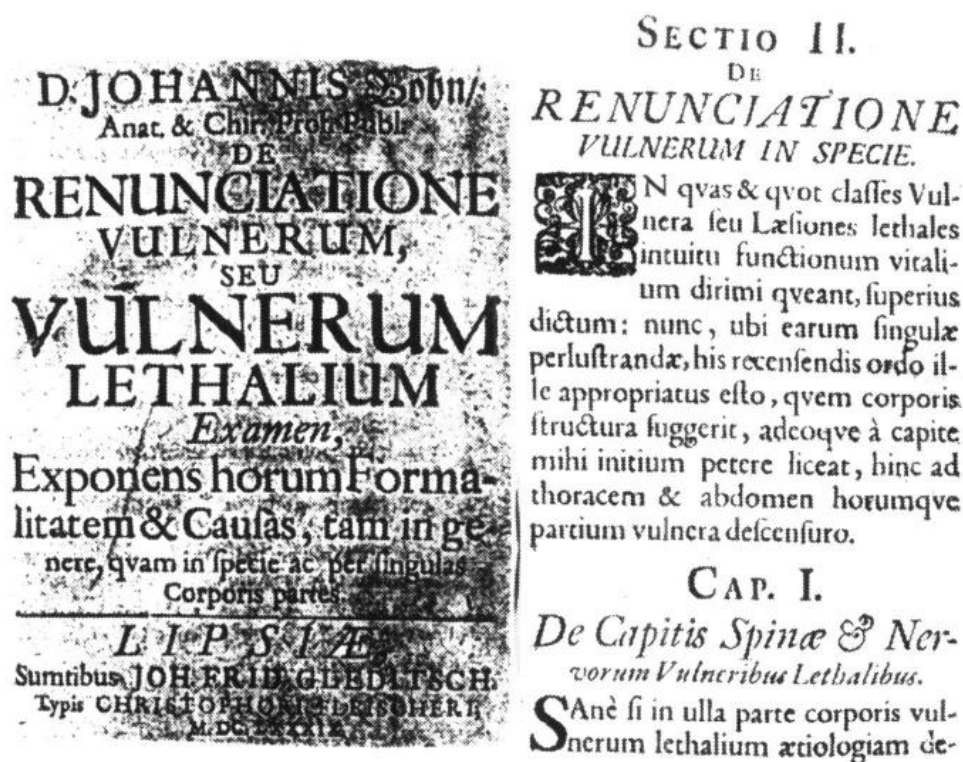 D. JOHANNIS Bohn/
Anat. & Chir. Prof. Publ.
DE
RENUNCIATIONE
VULNERUM,
SEU
VULNERUM
LETHALIUM
Examen,
Exponens horum Forma-
litatem & Cauſas, tam in ge-
nere, qvam in ſpecie ac per ſingulas
Corporis partes.
LIPSIÆ,
Sumtibus JOH. FRID. GLEDITSCH.
Typis CHRISTOPHORI FLEISCHERI,
M. DC. LXXXIX.
SECTIO II.
DE
RENUNCIATIONE
VULNERUM IN SPECIE.
IN qvas & qvot claſſes Vul-
nera ſeu Læſiones lethales
intuitu functionum vitali-
um dirimi qveant, ſuperius
dictum: nunc, ubi earum ſingulæ
perluſtrandæ, his recenſendis ordo il-
le appropriatus eſto, qvem corporis
ſtructura ſuggerit, adeoqve à capite
mihi initium petere liceat, hinc ad
thoracem & abdomen horumqve
partium vulnera deſcenſuro.
CAP. I.
De Capitis Spinæ & Ner-
vorum Vulneribus Lethalibus.
SAnè ſi in ulla parte corporis vul-
nerum lethalium ætiologiam de-